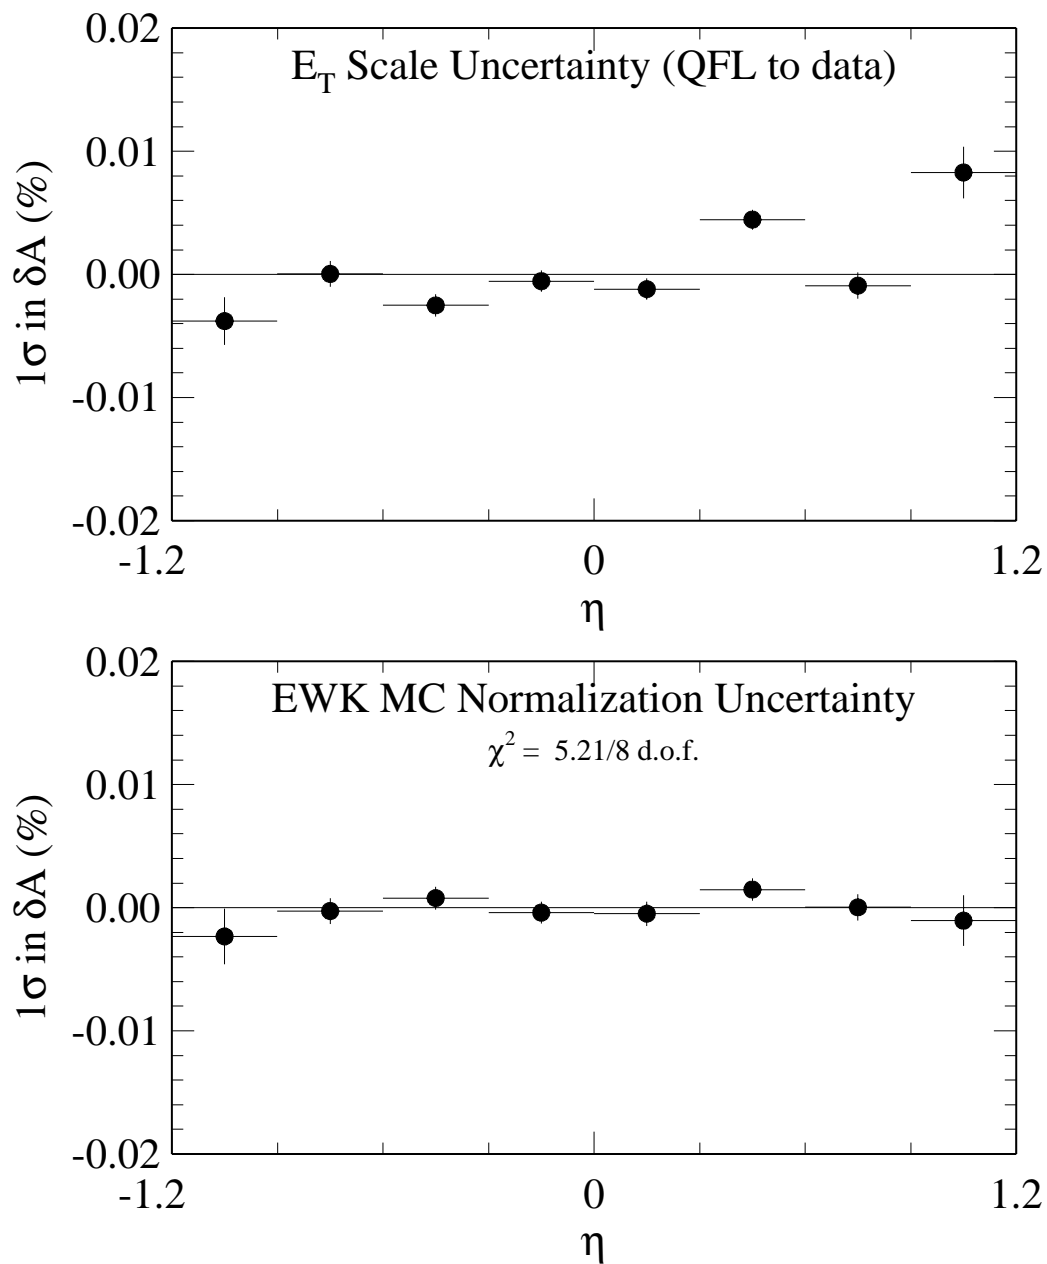 E_T Scale Uncertainty (QFL to data)
0.02
0.01
0.00
-0.01
-0.02
1σ in δA (%)
-1.2 0 1.2
η
EWK MC Normalization Uncertainty
χ² = 5.21/8 d.o.f.
0.02
0.01
0.00
-0.01
-0.02
1σ in δA (%)
-1.2 0 1.2
η